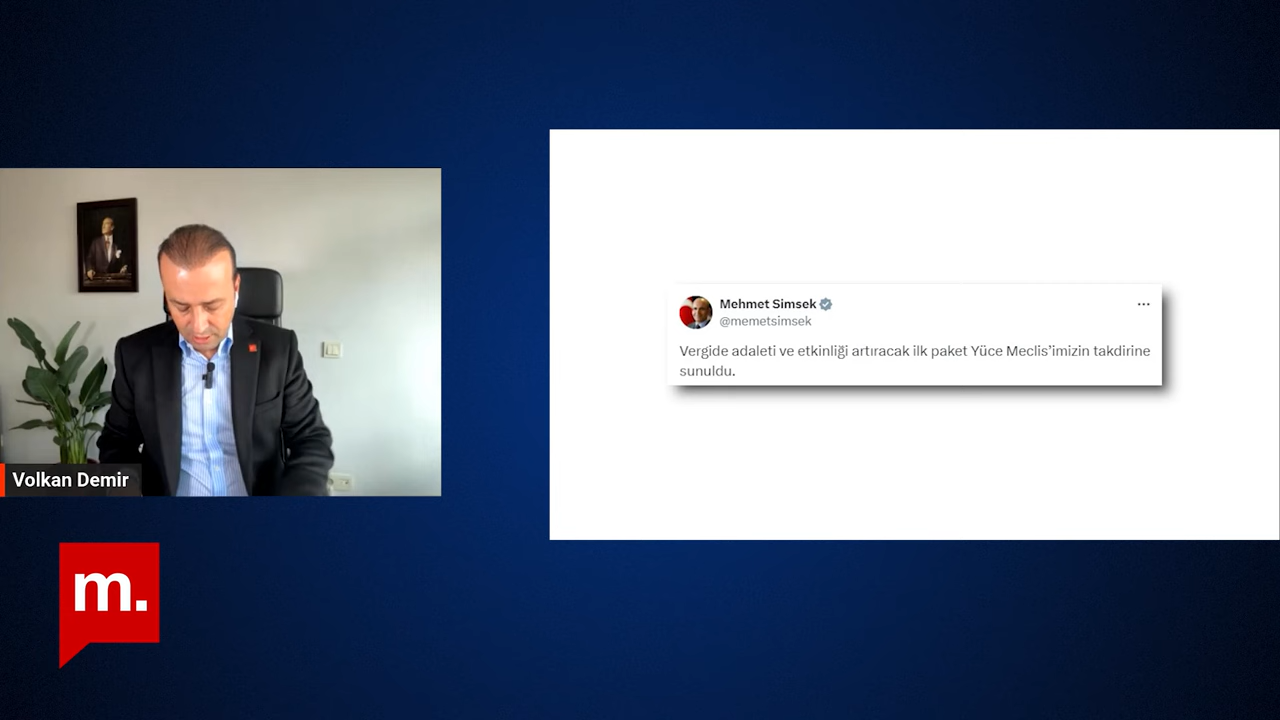 Volkan Demir
m.
Mehmet Simsek
@memetsimsek
Vergide adaleti ve etkinliği artıracak ilk paket Yüce Meclis'imizin takdirine
sunuldu.